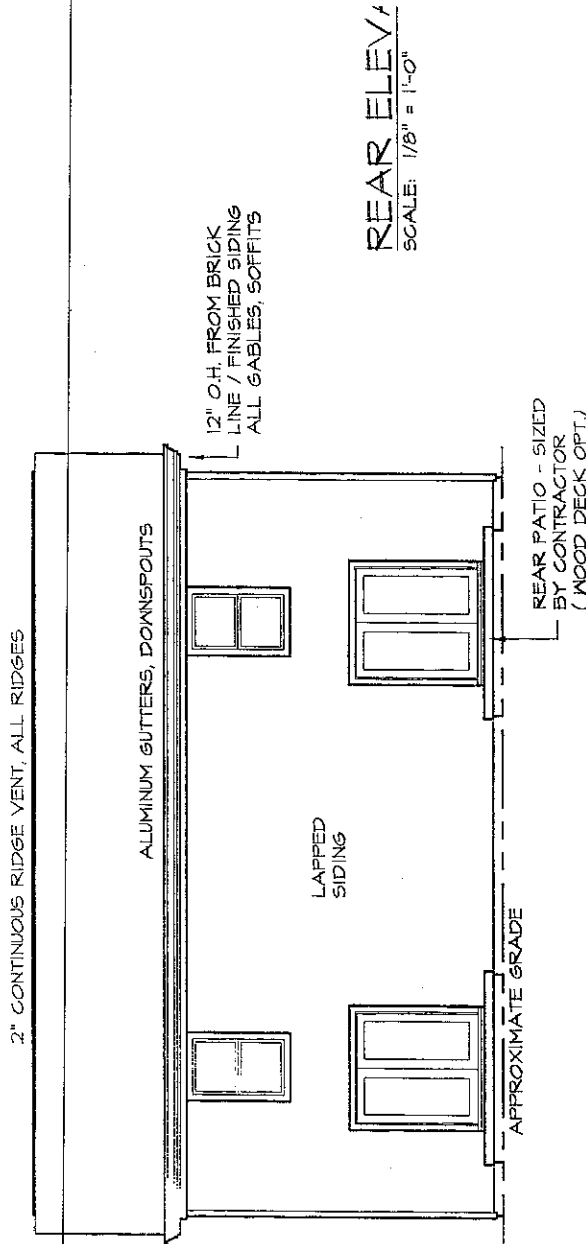 2" CONTINUOUS RIDGE VENT, ALL RIDGES
ALUMINUM GUTTERS, DOWNSPOUTS
12" O.H. FROM BRICK
LINE / FINISHED SIDING
ALL GABLES, SOFFITS
LAPPED
SIDING
APPROXIMATE GRADE
REAR PATIO - SIZED
BY CONTRACTOR
( WOOD DECK OPT.)
REAR ELEVA
SCALE: 1/8" = 1'-0"